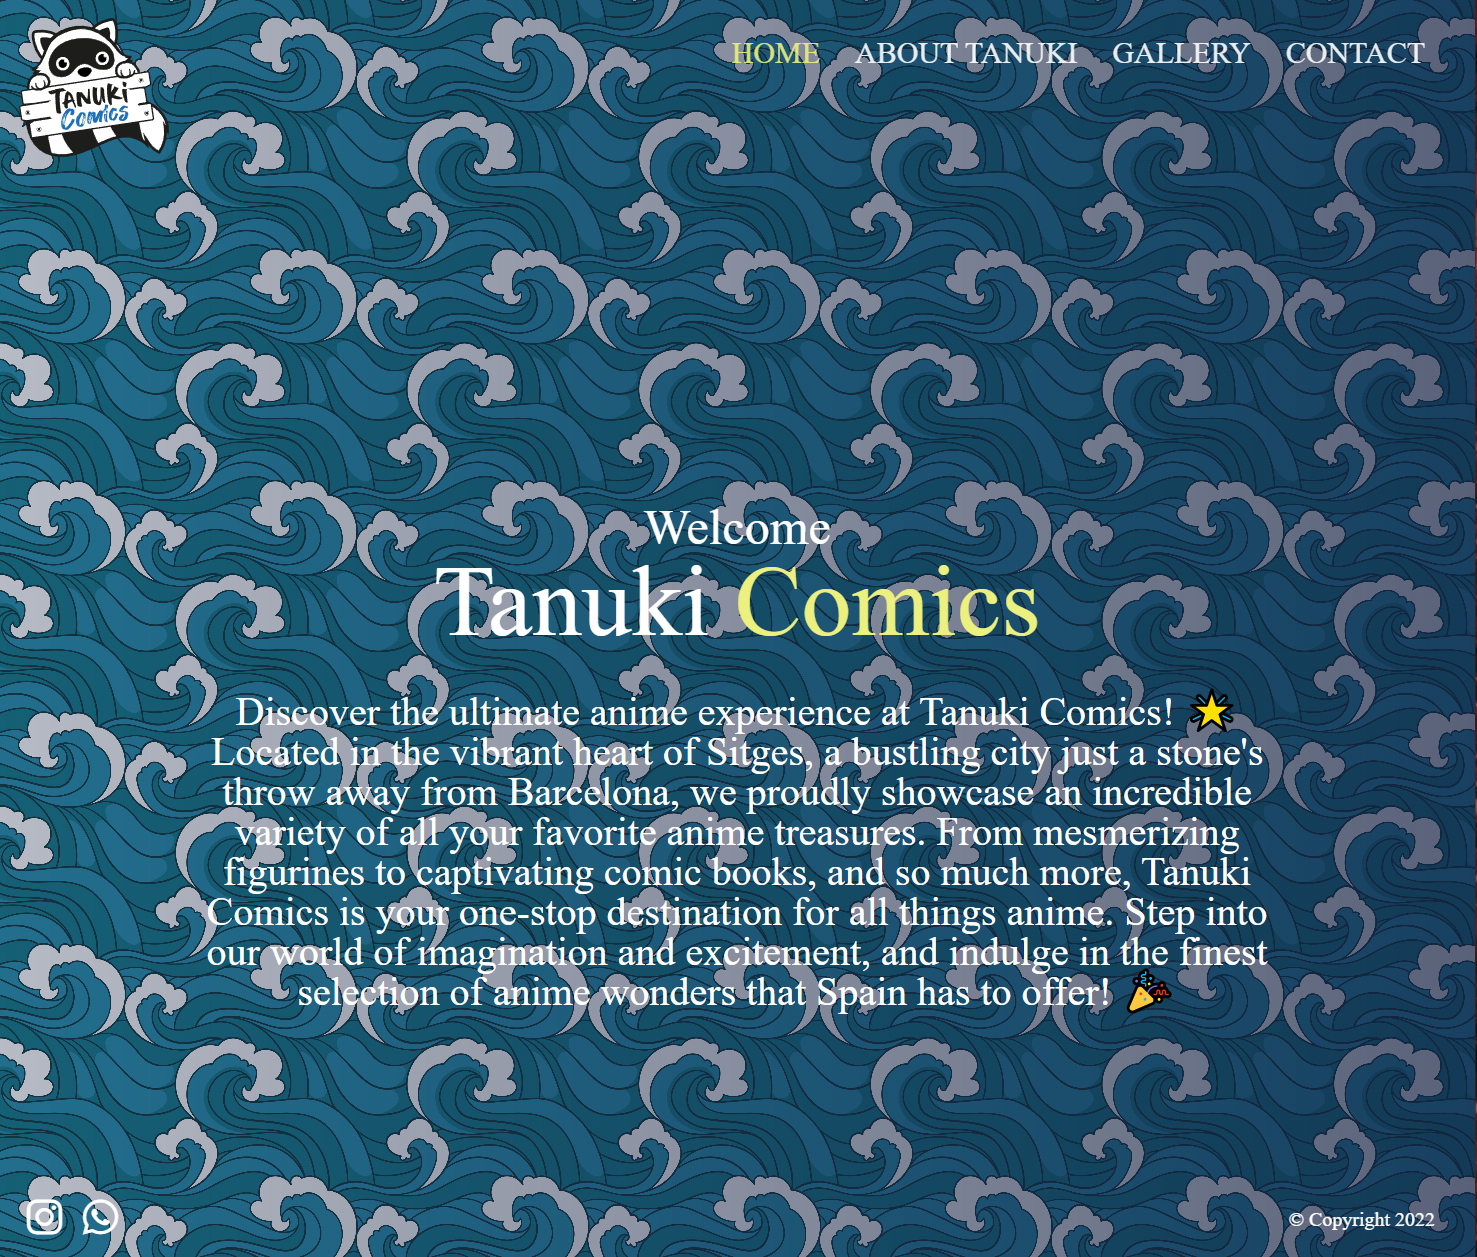 TANUKI
Comics
HOME ABOUT TANUKI GALLERY CONTACT
Welcome
Tanuki Comics
Discover the ultimate anime experience at Tanuki Comics! 🌟
Located in the vibrant heart of Sitges, a bustling city just a stone's
throw away from Barcelona, we proudly showcase an incredible
variety of all your favorite anime treasures. From mesmerizing
figurines to captivating comic books, and so much more, Tanuki
Comics is your one-stop destination for all things anime. Step into
our world of imagination and excitement, and indulge in the finest
selection of anime wonders that Spain has to offer! 🎉
© Copyright 2022